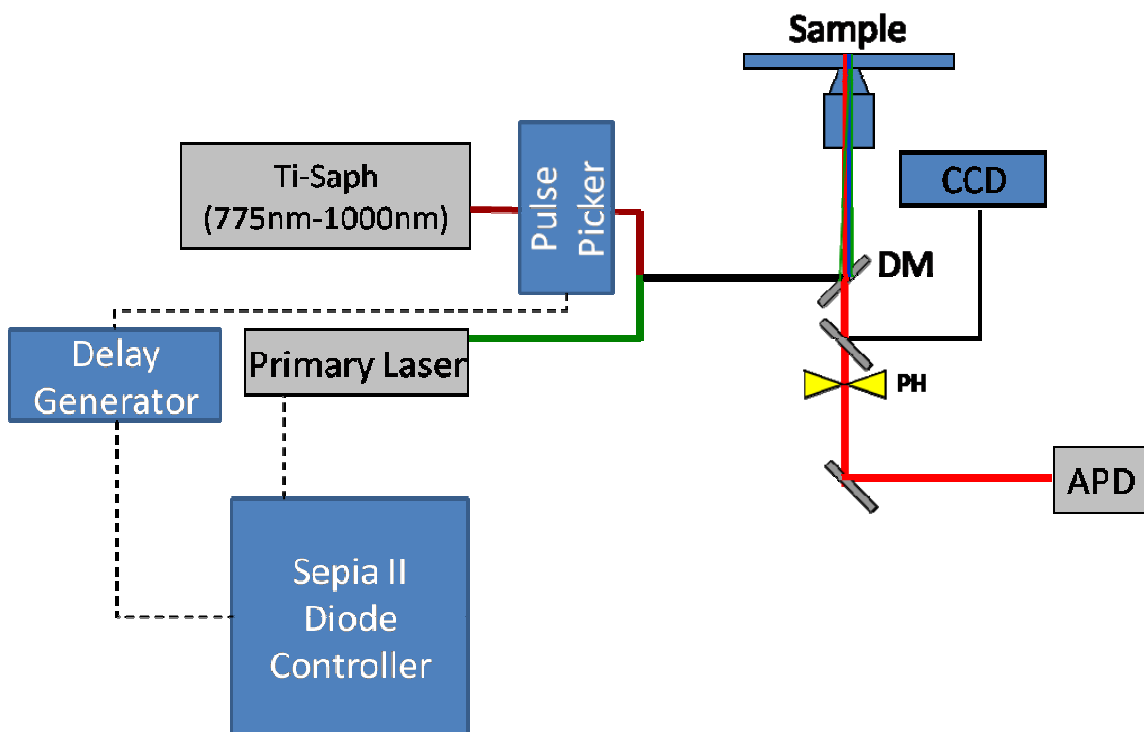 Sample
Ti-Saph
(775nm-1000nm)
Pulse
Picker
CCD
DM
Delay
Generator
Primary Laser
PH
APD
Sepia II
Diode
Controller